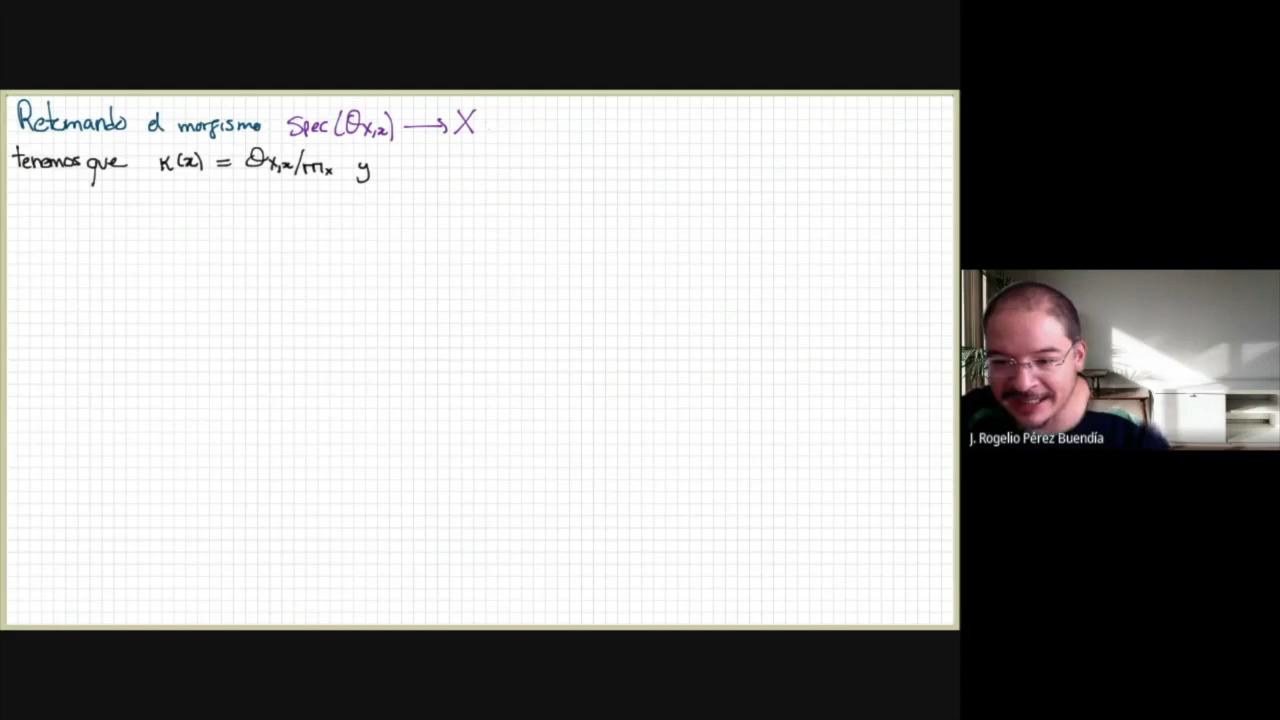 Retomando el morfismo Spec(𝒪_{X,x}) ⟶ X
tenemos que κ(x) = 𝒪_{X,x}/m_x y
J. Rogelio Pérez Buendía